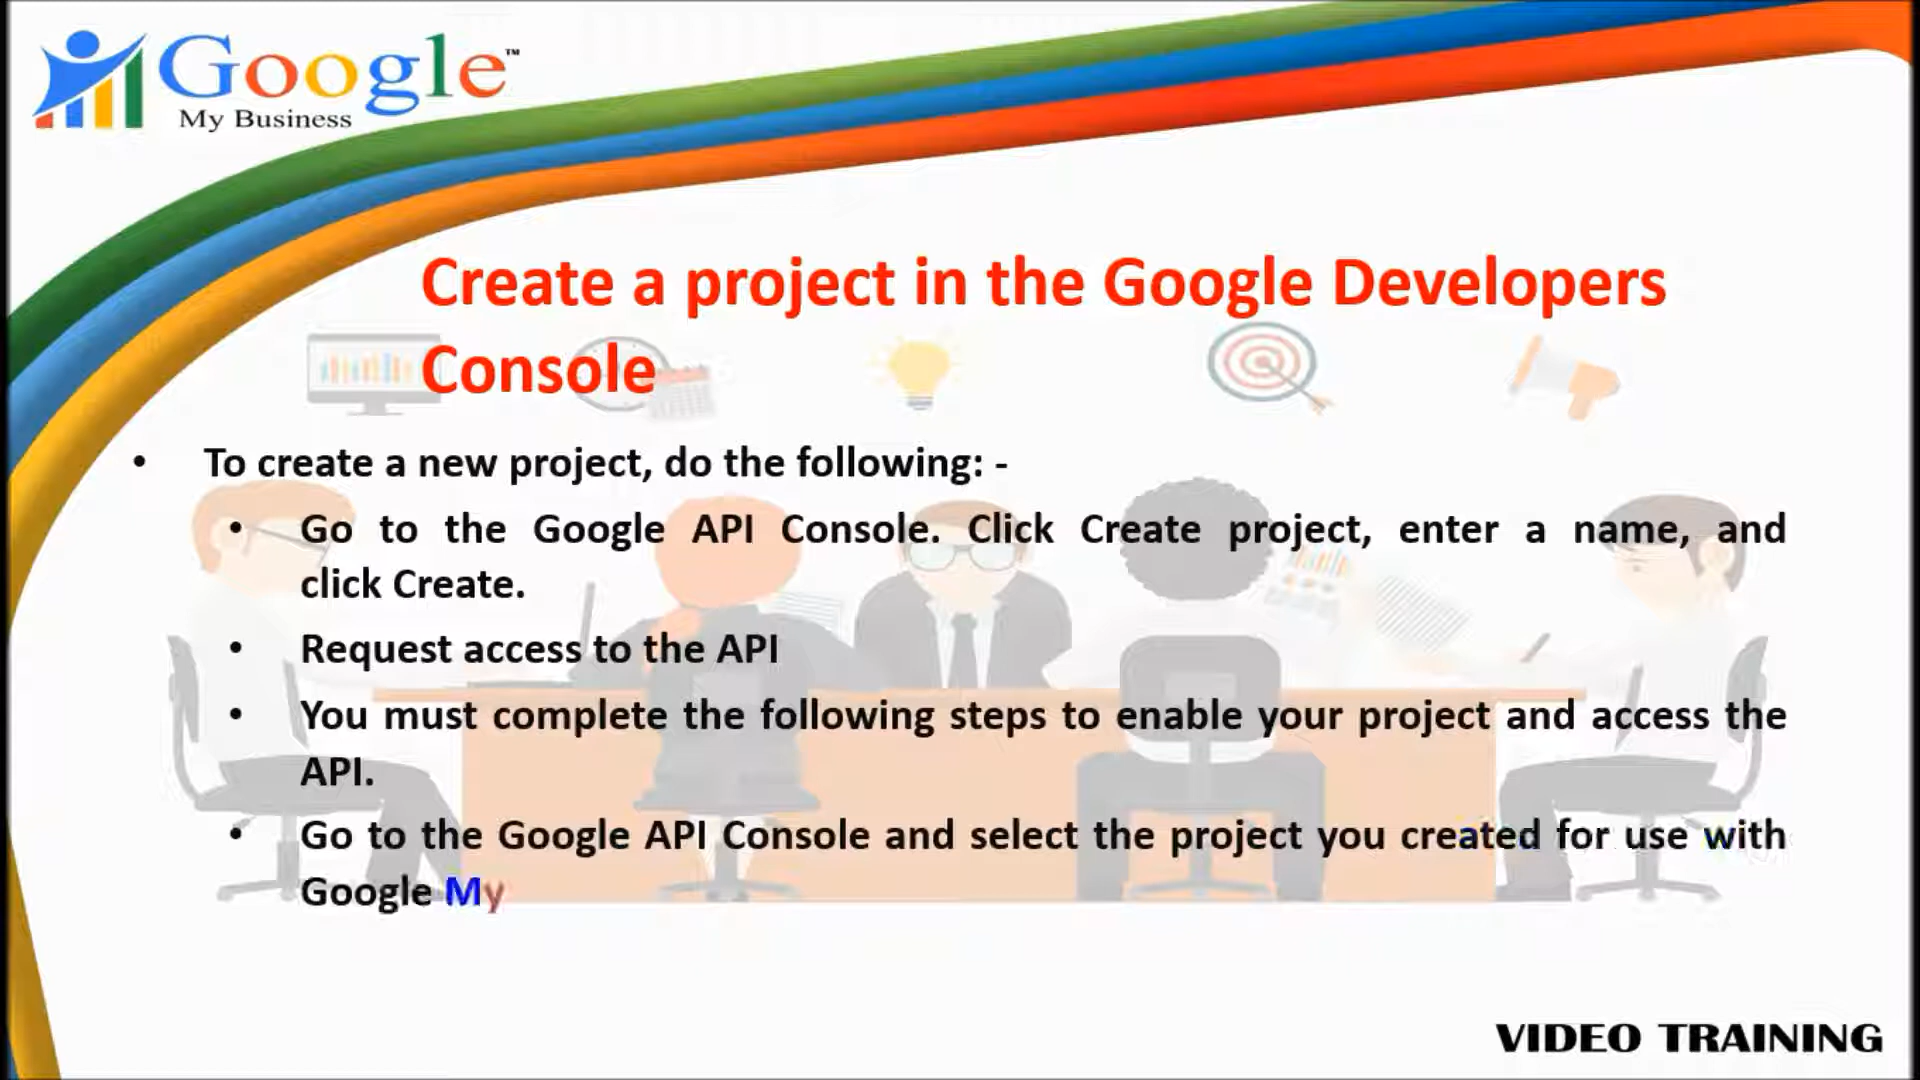 Google™
My Business
Create a project in the Google Developers
Console
• To create a new project, do the following: -
• Go to the Google API Console. Click Create project, enter a name, and
click Create.
• Request access to the API
• You must complete the following steps to enable your project and access the
API.
• Go to the Google API Console and select the project you created for use with
Google My
VIDEO TRAINING